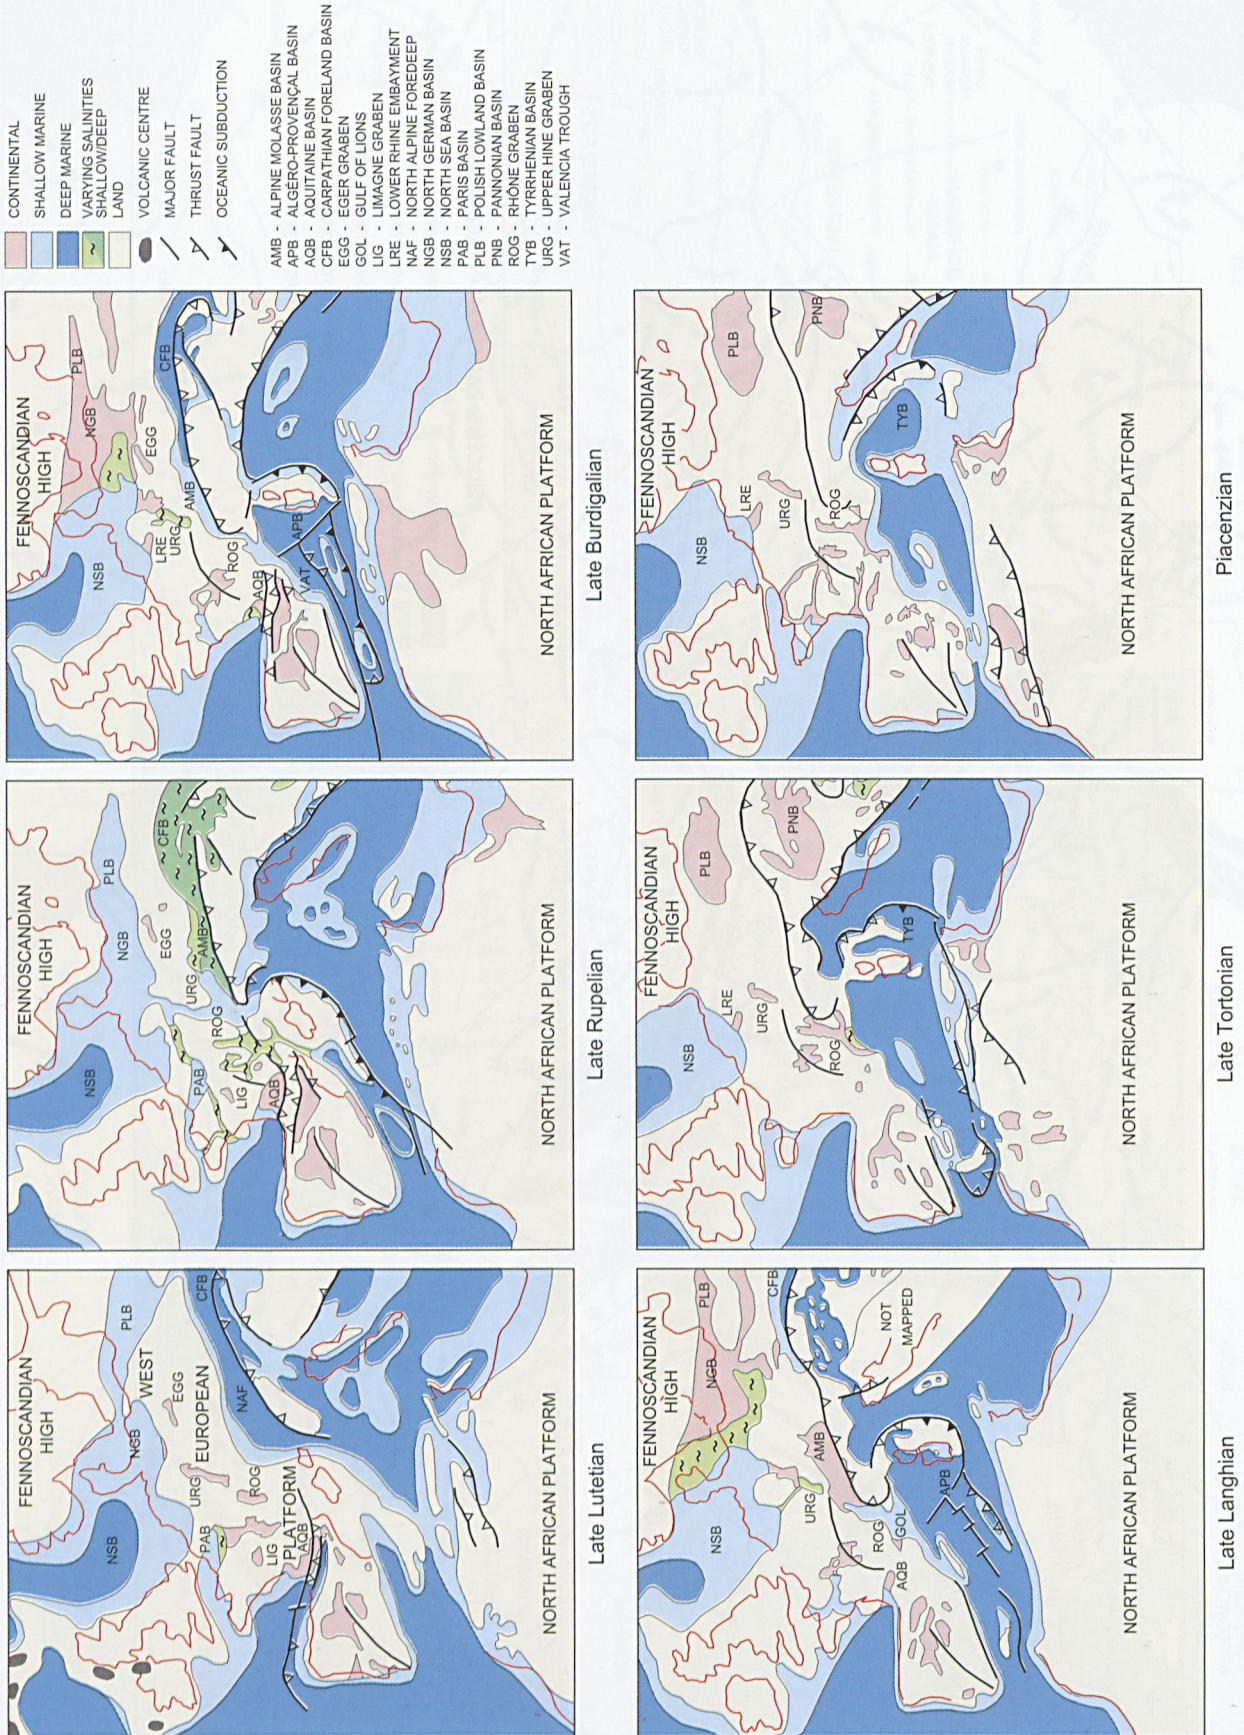 FENNOSCANDIAN
HIGH
NSB
NGB
PLB
WEST
PAB
URG
EUROPEAN
EGG
CFB
NAF
LIG
ROG
PLATFORM
AQB
NORTH AFRICAN PLATFORM
Late Lutetian
FENNOSCANDIAN
HIGH
NSB
NGB
PLB
EGG
CFB
PAB
URG
AMB
ROG
LIG
AQB
NORTH AFRICAN PLATFORM
Late Rupelian
FENNOSCANDIAN
HIGH
PLB
NGB
NSB
EGG
CFB
LRE
URG
AMB
ROG
AQB
VAT
APB
NORTH AFRICAN PLATFORM
Late Burdigalian
CONTINENTAL
SHALLOW MARINE
DEEP MARINE
VARYING SALINITIES
SHALLOW/DEEP
LAND
VOLCANIC CENTRE
MAJOR FAULT
THRUST FAULT
OCEANIC SUBDUCTION
AMB - ALPINE MOLASSE BASIN
APB - ALGÉRO-PROVENÇAL BASIN
AQB - AQUITAINE BASIN
CFB - CARPATHIAN FORELAND BASIN
EGG - EGER GRABEN
GOL - GULF OF LIONS
LIG - LIMAGNE GRABEN
LRE - LOWER RHINE EMBAYMENT
NAF - NORTH ALPINE FOREDEEP
NGB - NORTH GERMAN BASIN
NSB - NORTH SEA BASIN
PAB - PARIS BASIN
PLB - POLISH LOWLAND BASIN
PNB - PANNONIAN BASIN
ROG - RHÔNE GRABEN
TYB - TYRRHENIAN BASIN
URG - UPPER HINE GRABEN
VAT - VALENCIA TROUGH
FENNOSCANDIAN
HIGH
PLB
NGB
NSB
CFB
URG
AMB
NOT
MAPPED
ROG
GOL
AQB
APB
NORTH AFRICAN PLATFORM
Late Langhian
FENNOSCANDIAN
HIGH
NSB
PLB
LRE
URG
PNB
ROG
TYB
NORTH AFRICAN PLATFORM
Late Tortonian
FENNOSCANDIAN
HIGH
NSB
PLB
LRE
URG
PNB
ROG
TYB
NORTH AFRICAN PLATFORM
Piacenzian